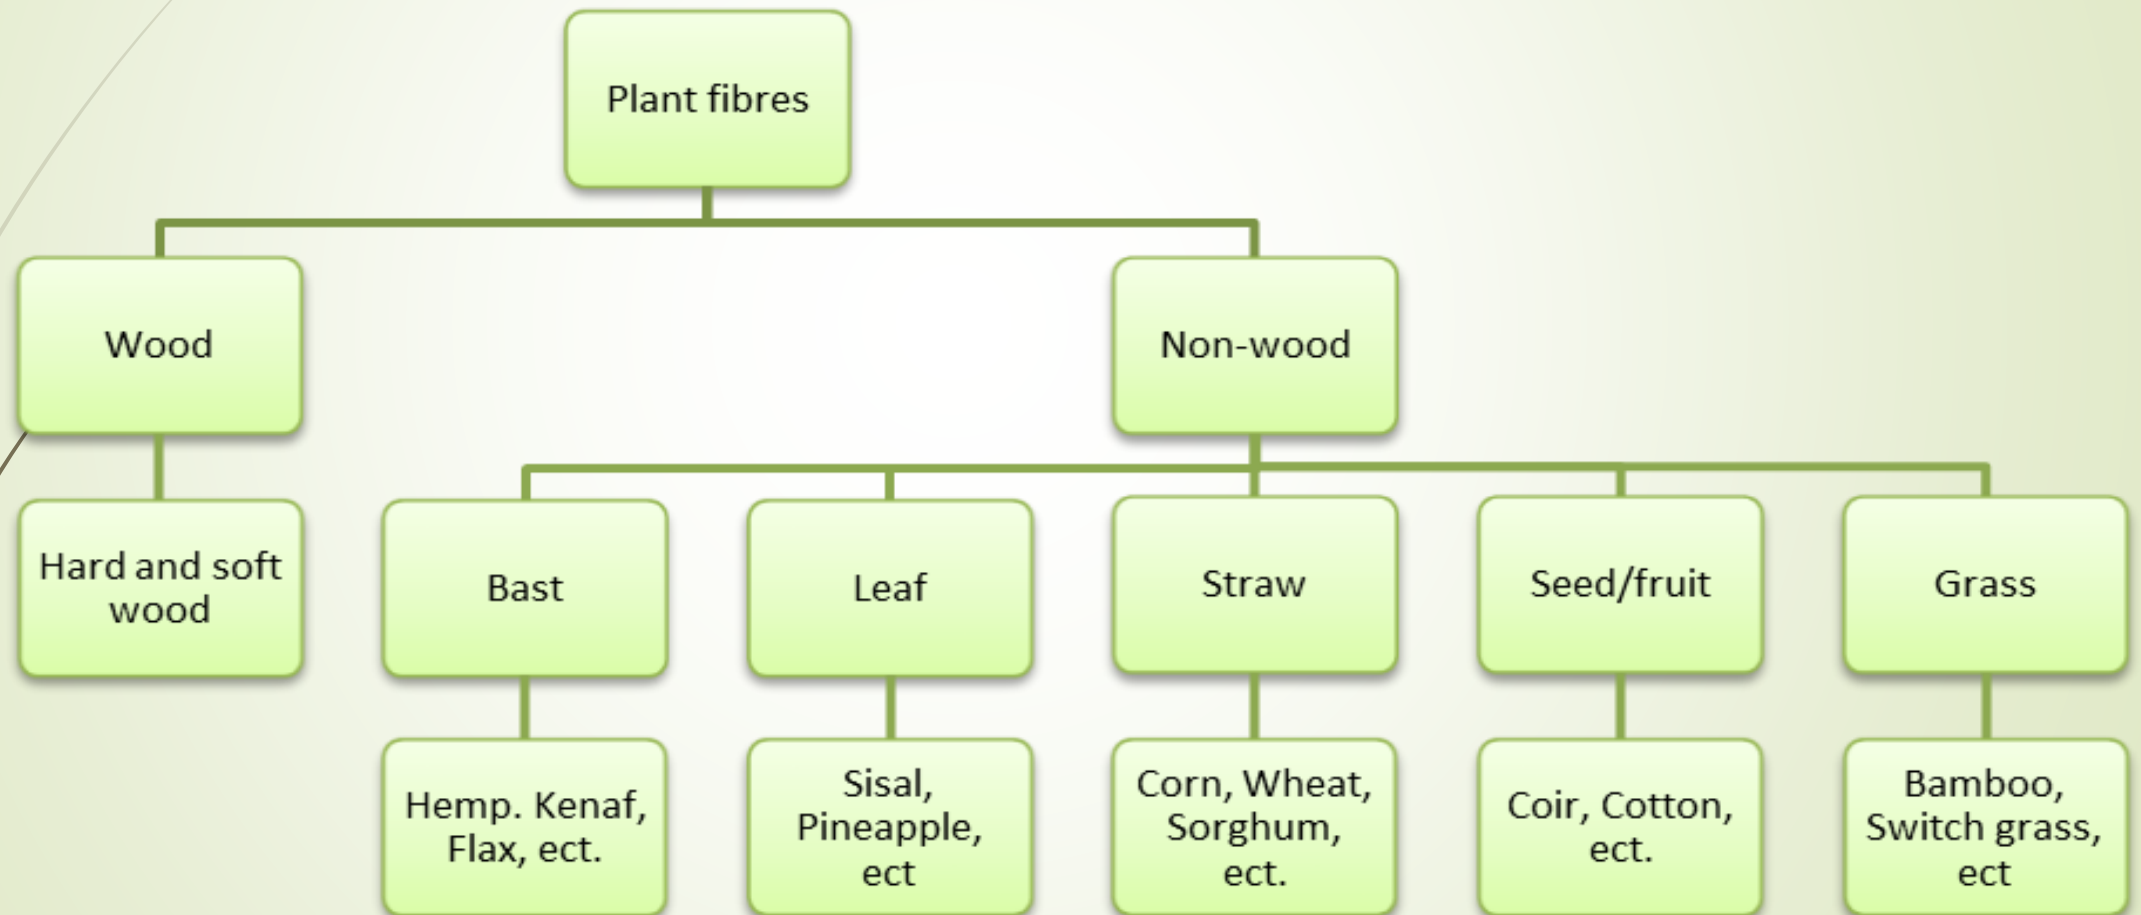 Plant fibres
Wood
Non-wood
Hard and soft
wood
Bast
Leaf
Straw
Seed/fruit
Grass
Hemp. Kenaf,
Flax, ect.
Sisal,
Pineapple,
ect
Corn, Wheat,
Sorghum,
ect.
Coir, Cotton,
ect.
Bamboo,
Switch grass,
ect